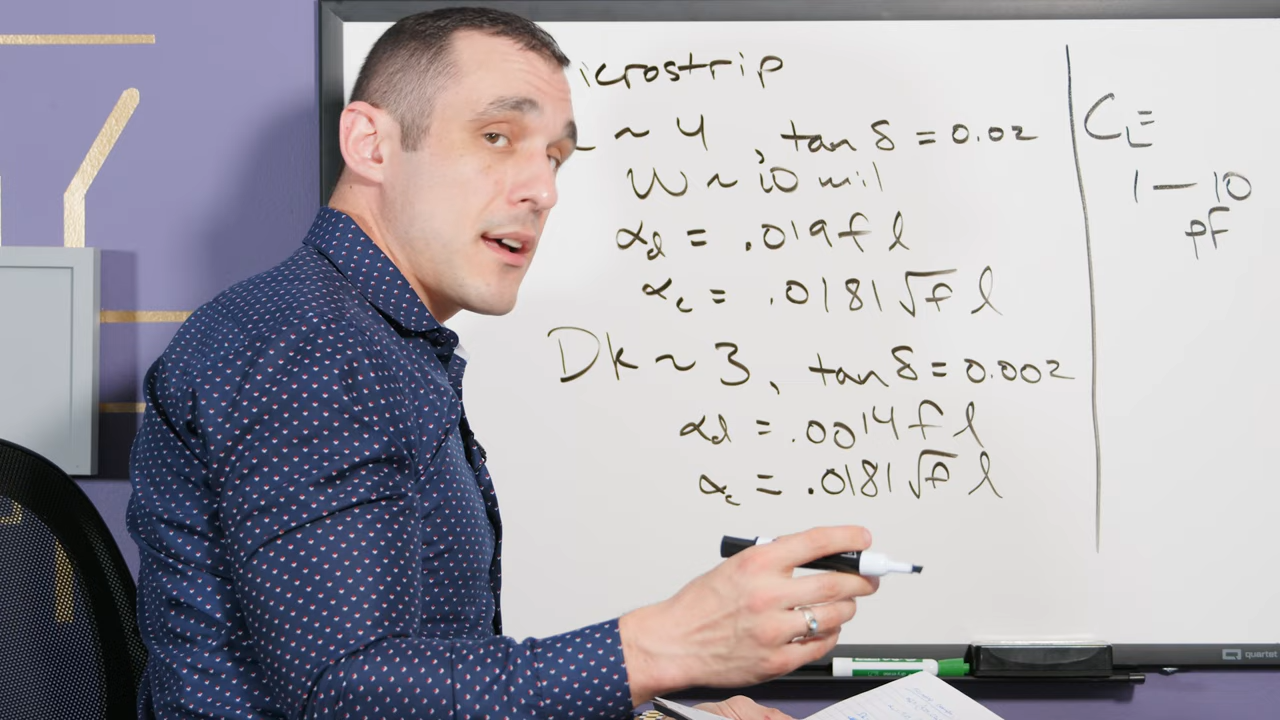 icrostrip
~ 4 , tan δ = 0.02
W ~ 10 mil
αd = .019 f l
αc = .0181 √f l
Dk ~ 3 , tan δ = 0.002
αd = .0014 f l
αc = .0181 √f l
CL =
1 — 10
pF
quartet